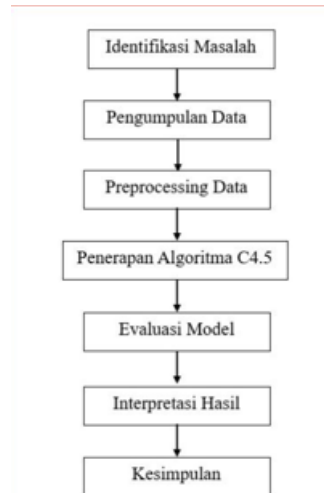 Identifikasi Masalah
Pengumpulan Data
Preprocessing Data
Penerapan Algoritma C4.5
Evaluasi Model
Interpretasi Hasil
Kesimpulan